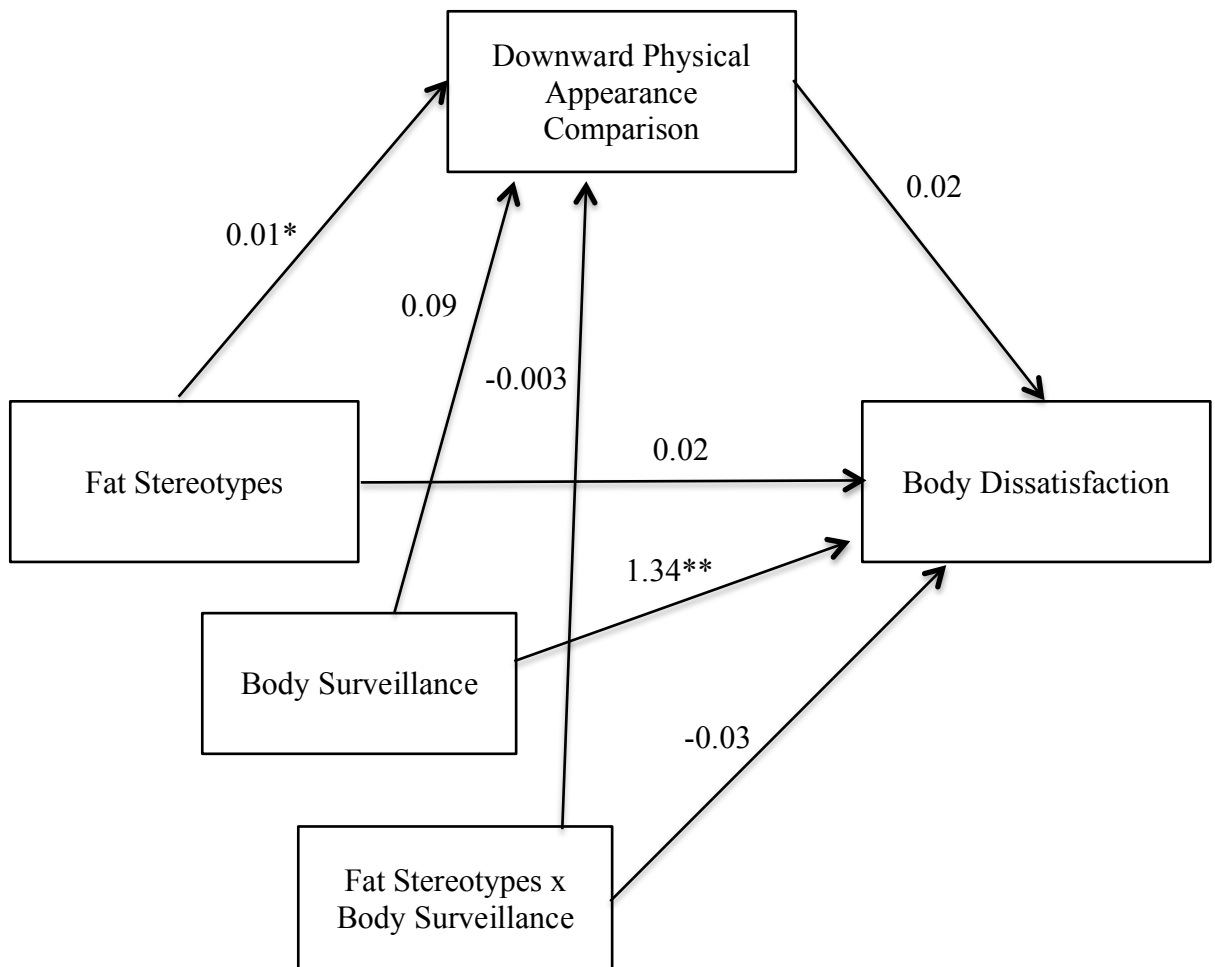 Downward Physical
Appearance
Comparison
0.02
0.01*
0.09
-0.003
Fat Stereotypes
0.02
Body Dissatisfaction
1.34**
Body Surveillance
-0.03
Fat Stereotypes x
Body Surveillance